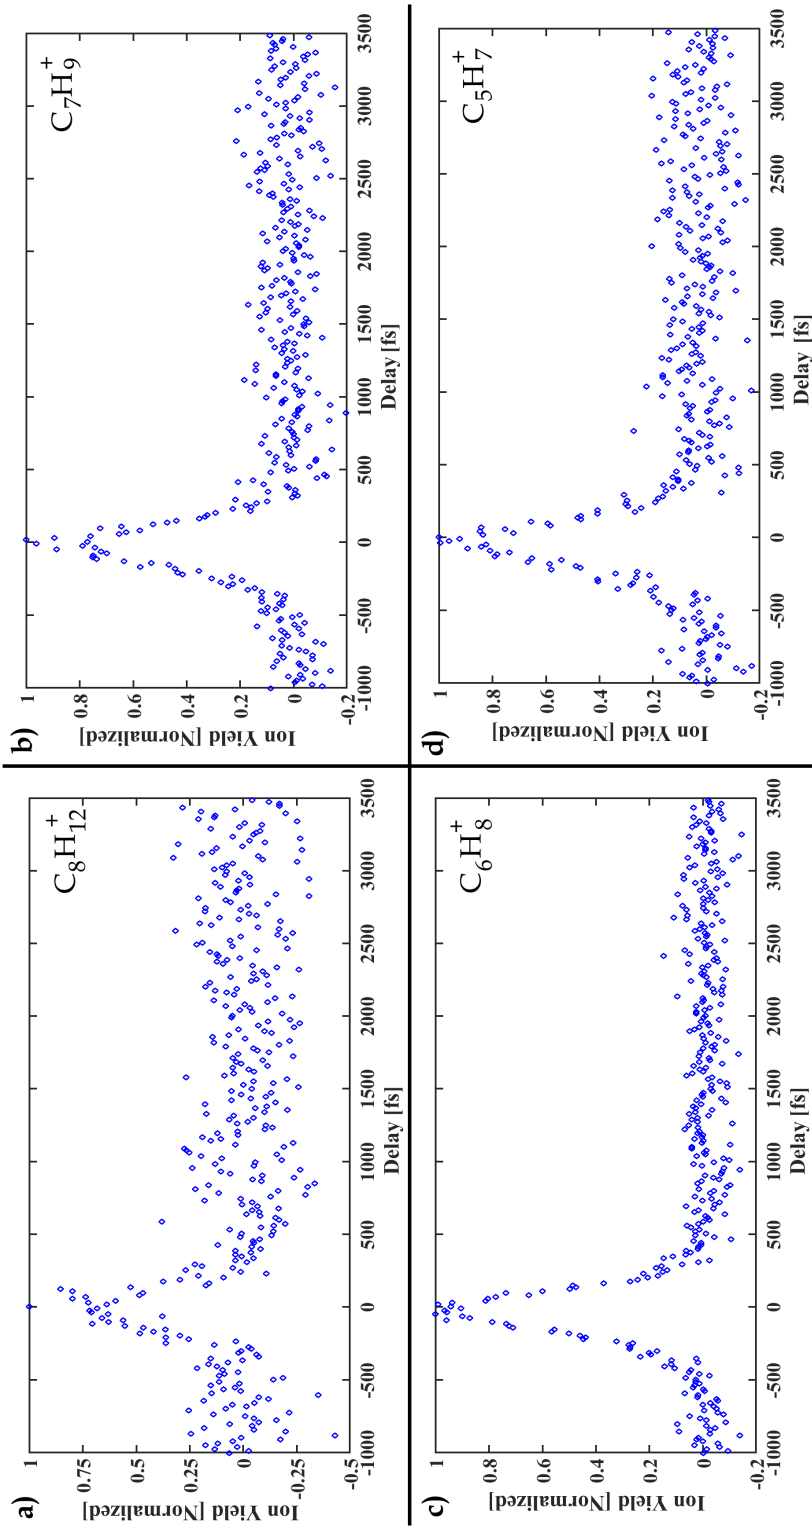 a)
C8H12+
1
0.75
0.5
0.25
0
-0.25
-0.5
Ion Yield [Normalized]
-1000 -500 0 500 1000 1500 2000 2500 3000 3500
Delay [fs]
b)
C7H9+
1
0.8
0.6
0.4
0.2
0
-0.2
Ion Yield [Normalized]
-1000 -500 0 500 1000 1500 2000 2500 3000 3500
Delay [fs]
c)
C6H8+
1
0.8
0.6
0.4
0.2
0
-0.2
Ion Yield [Normalized]
-1000 -500 0 500 1000 1500 2000 2500 3000 3500
Delay [fs]
d)
C5H7+
1
0.8
0.6
0.4
0.2
0
-0.2
Ion Yield [Normalized]
-1000 -500 0 500 1000 1500 2000 2500 3000 3500
Delay [fs]